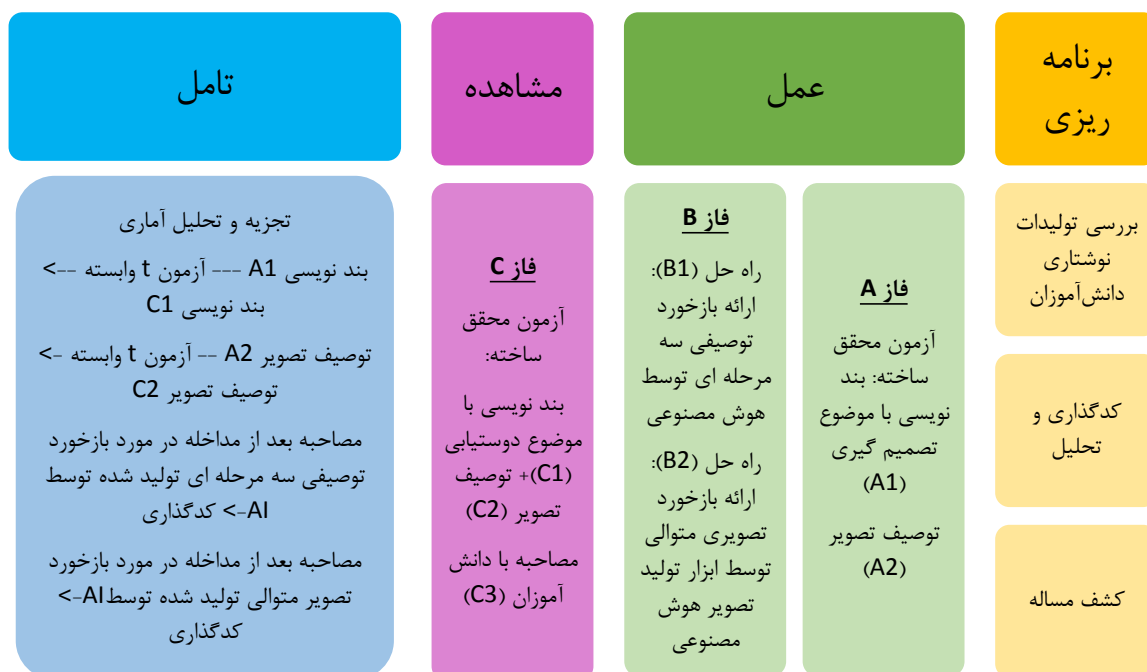 برنامه
ریزی
بررسی تولیدات
نوشتاری
دانش‌آموزان
کدگذاری و
تحلیل
کشف مساله
عمل
فاز A
آزمون محقق
ساخته: بند
نویسی با موضوع
تصمیم گیری
(A1)
توصیف تصویر
(A2)
فاز B
راه حل (B1):
ارائه بازخورد
توصیفی سه
مرحله ای توسط
هوش مصنوعی
راه حل (B2):
ارائه بازخورد
تصویری متوالی
توسط ابزار تولید
تصویر هوش
مصنوعی
مشاهده
فاز C
آزمون محقق
ساخته:
بند نویسی با
موضوع دوستیابی
(C1)+ توصیف
تصویر (C2)
مصاحبه با دانش
آموزان (C3)
تامل
تجزیه و تحلیل آماری
بند نویسی A1 --- آزمون t وابسته -->
بند نویسی C1
توصیف تصویر A2 -- آزمون t وابسته ->
توصیف تصویر C2
مصاحبه بعد از مداخله در مورد بازخورد
توصیفی سه مرحله ای تولید شده توسط
AI-> کدگذاری
مصاحبه بعد از مداخله در مورد بازخورد
تصویر متوالی تولید شده توسط AI->
کدگذاری